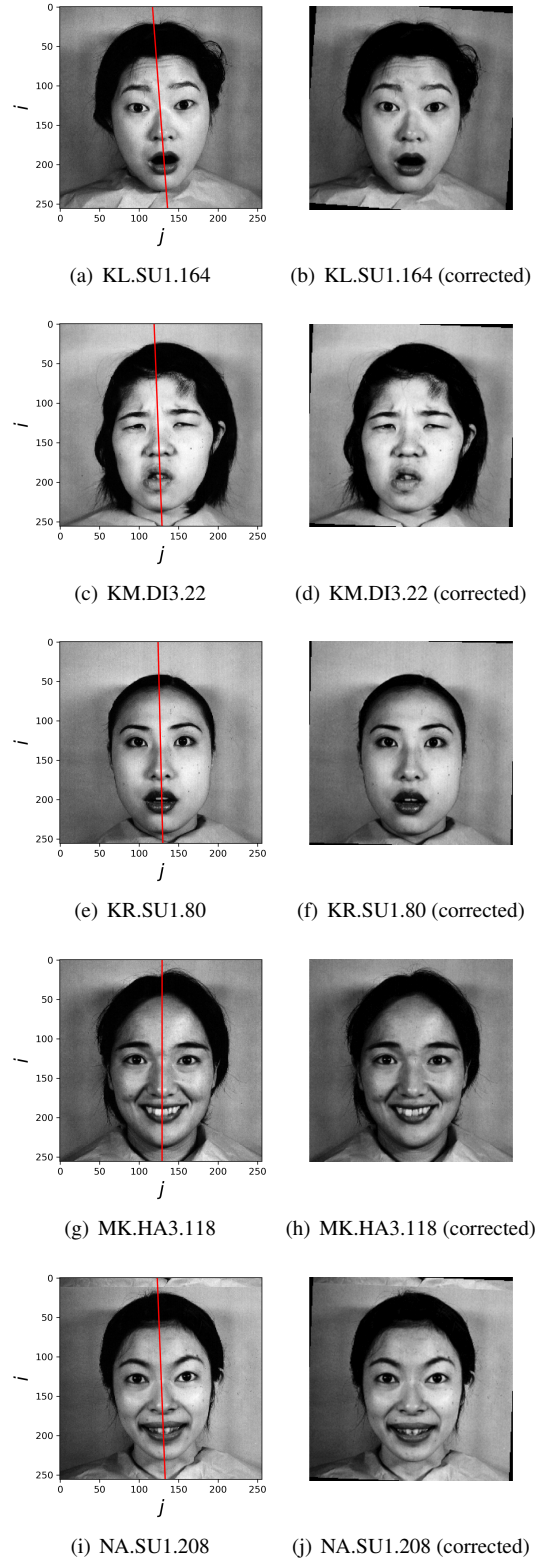 0
50
100
150
200
250
i
0 50 100 150 200 250
j
(a) KL.SU1.164
(b) KL.SU1.164 (corrected)
0
50
100
150
200
250
i
0 50 100 150 200 250
j
(c) KM.DI3.22
(d) KM.DI3.22 (corrected)
0
50
100
150
200
250
i
0 50 100 150 200 250
j
(e) KR.SU1.80
(f) KR.SU1.80 (corrected)
0
50
100
150
200
250
i
0 50 100 150 200 250
j
(g) MK.HA3.118
(h) MK.HA3.118 (corrected)
0
50
100
150
200
250
i
0 50 100 150 200 250
j
(i) NA.SU1.208
(j) NA.SU1.208 (corrected)